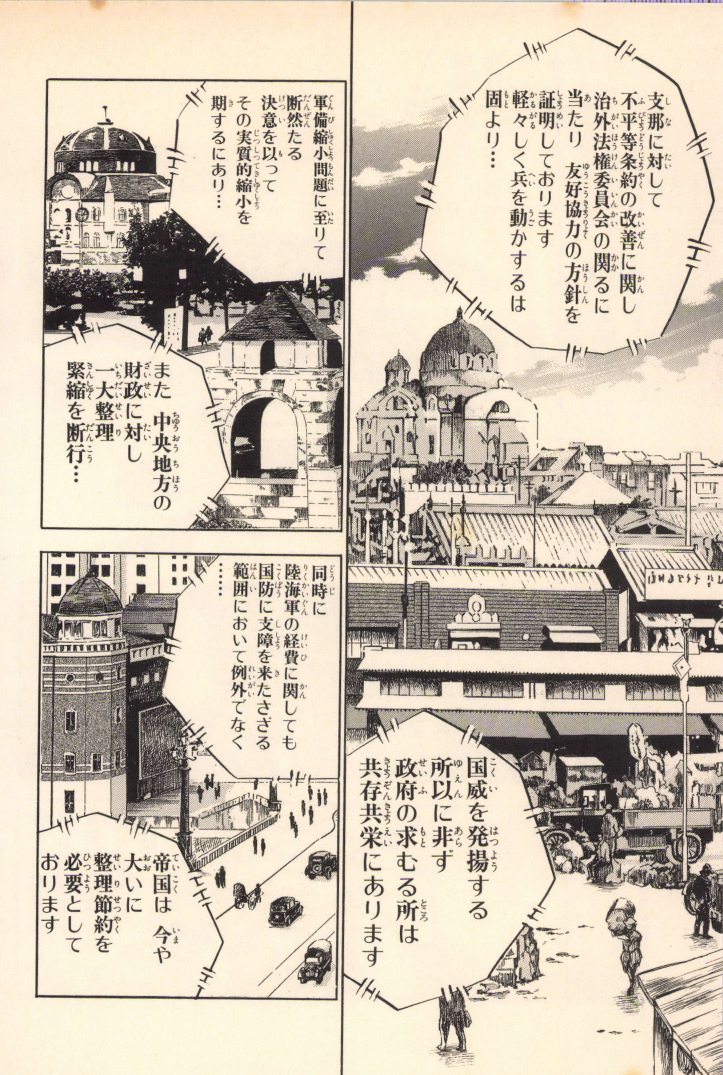 支那に対して
不平等条約の改善に関し
治外法権委員会の関るに
当たり　友好協力の方針を
証明しております
軽々しく兵を動かするは
固より…
国威を発揚する
所以に非ず
政府の求むる所は
共存共栄にあります
軍備縮小問題に至りて
断然たる
決意を以って
その実質的縮小を
期するにあり…
また　中央地方の
財政に対し
一大整理
緊縮を断行…
同時に
陸海軍の経費に関しても
国防に支障を来たさざる
範囲において例外でなく
……
帝国は　今や
大いに
整理節約を
必要として
おります